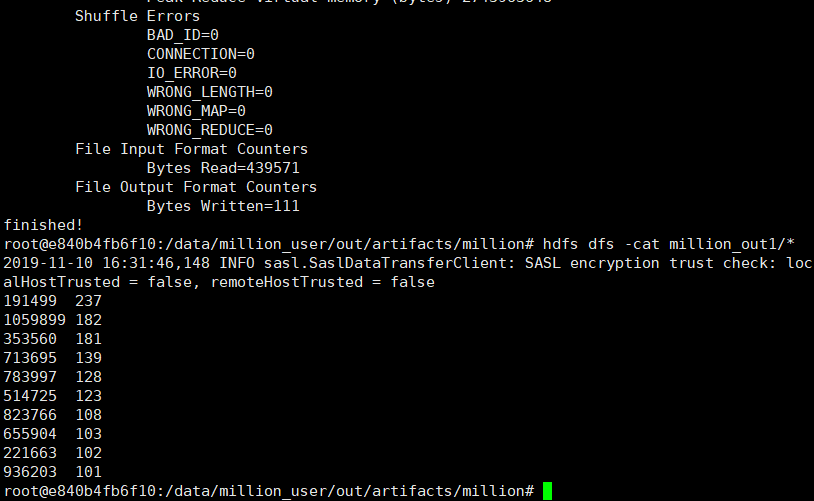 Shuffle Errors
BAD_ID=0
CONNECTION=0
IO_ERROR=0
WRONG_LENGTH=0
WRONG_MAP=0
WRONG_REDUCE=0
File Input Format Counters
Bytes Read=439571
File Output Format Counters
Bytes Written=111
finished!
root@e840b4fb6f10:/data/million_user/out/artifacts/million# hdfs dfs -cat million_out1/*
2019-11-10 16:31:46,148 INFO sasl.SaslDataTransferClient: SASL encryption trust check: loc
alHostTrusted = false, remoteHostTrusted = false
191499 237
1059899 182
353560 181
713695 139
783997 128
514725 123
823766 108
655904 103
221663 102
936203 101
root@e840b4fb6f10:/data/million_user/out/artifacts/million#